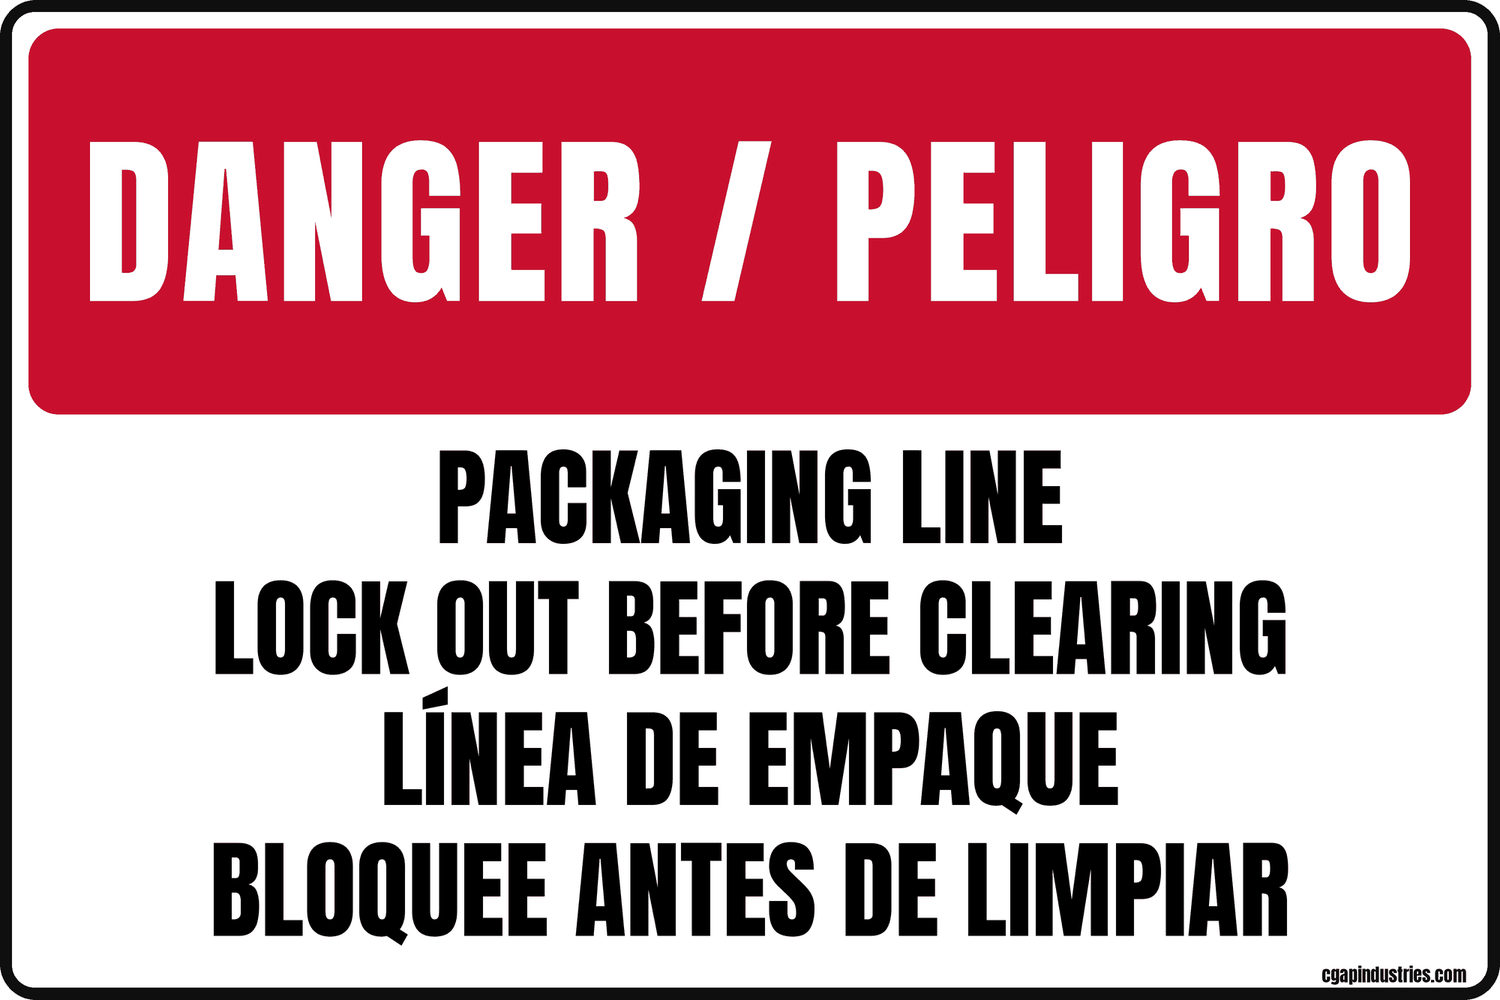 DANGER / PELIGRO
PACKAGING LINE
LOCK OUT BEFORE CLEARING
LÍNEA DE EMPAQUE
BLOQUEE ANTES DE LIMPIAR
cgapindustries.com